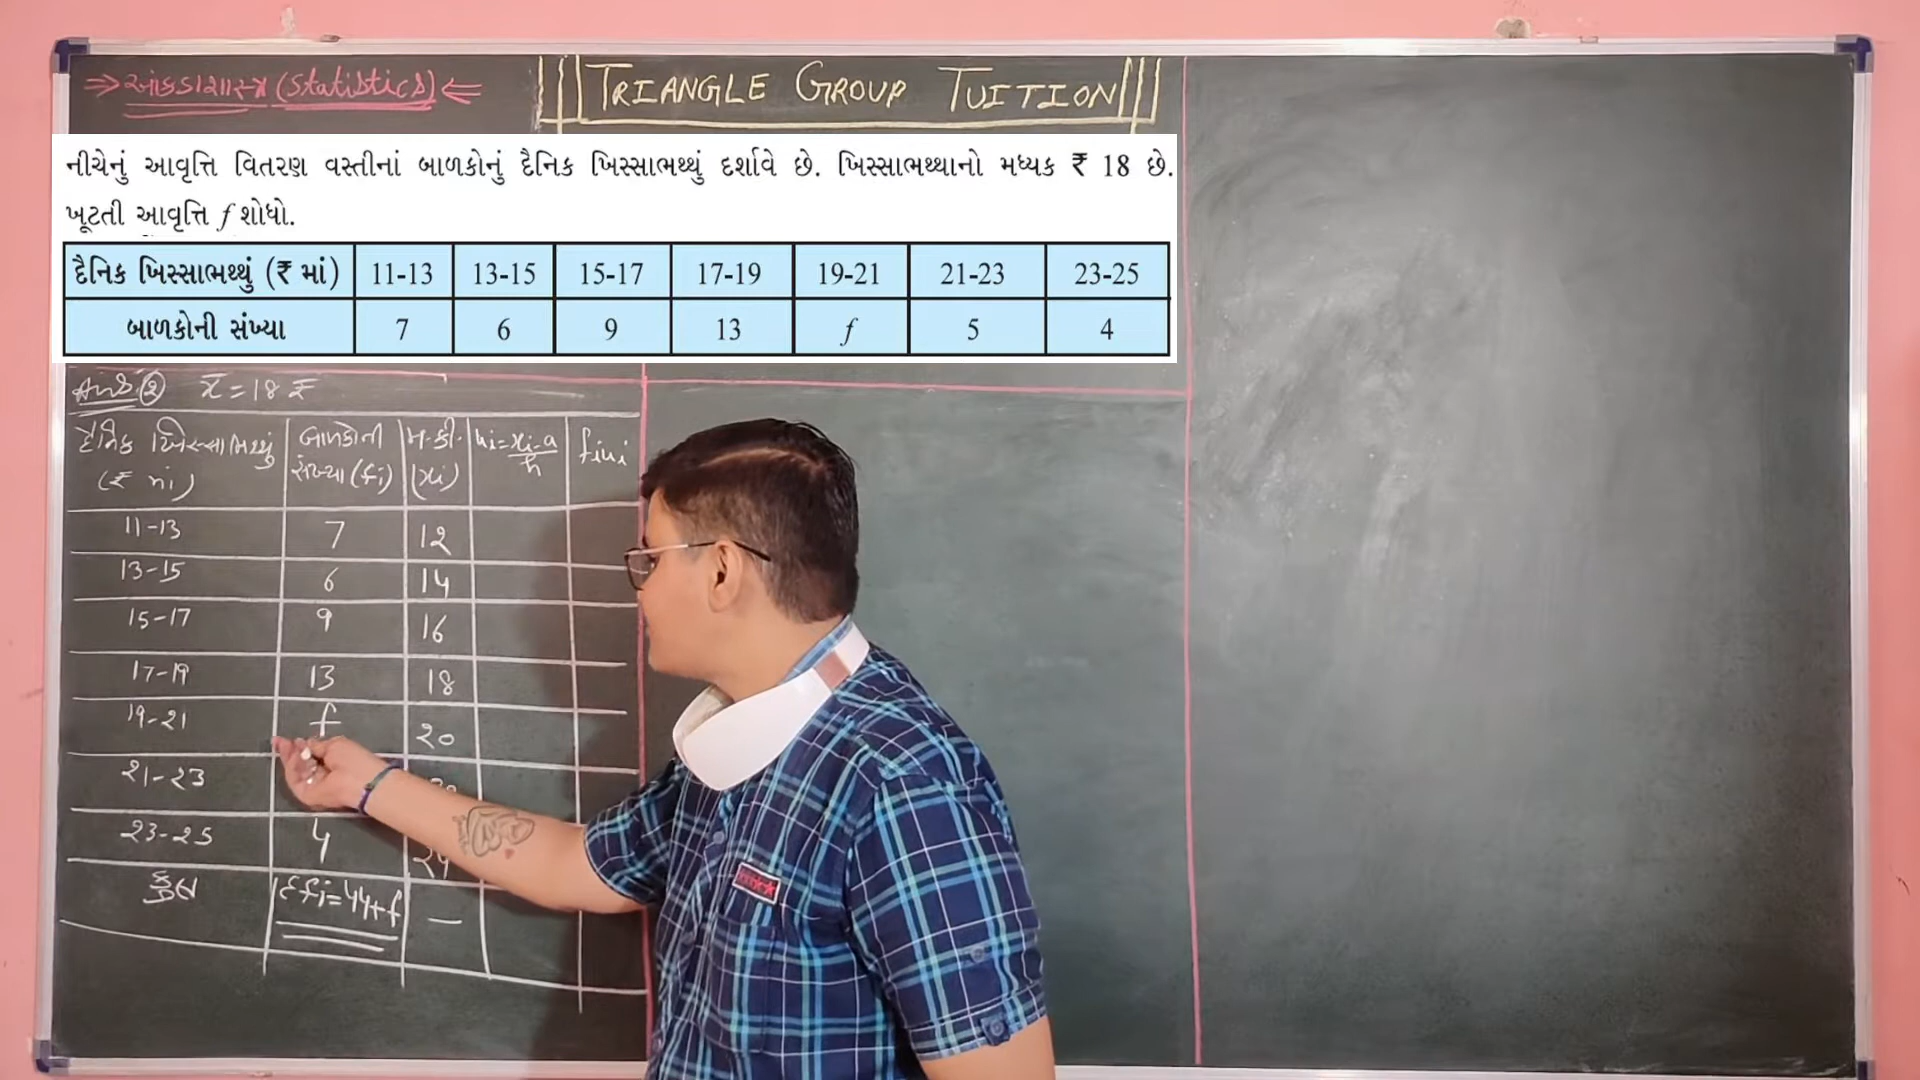 ⇒ આંકડાશાસ્ત્ર (Statistics) ⇐
TRIANGLE GROUP TUITION
નીચેનું આવૃત્તિ વિતરણ વસ્તીનાં બાળકોનું દૈનિક ખિસ્સાભથ્થું દર્શાવે છે. ખિસ્સાભથ્થાનો મધ્યક ₹ 18 છે.
ખૂટતી આવૃત્તિ f શોધો.
દૈનિક ખિસ્સાભથ્થું (₹ માં) 11-13 13-15 15-17 17-19 19-21 21-23 23-25
બાળકોની સંખ્યા 7 6 9 13 f 5 4
Ans ② x̄ = 18 ₹
દૈનિક ખિસ્સાભથ્થું બાળકોની મ.કી. ui = xi-a
(₹ માં) સંખ્યા (fi) (xi) h fiui
11-13 7 12
13-15 6 14
15-17 9 16
17-19 13 18
19-21 f 20
21-23
23-25 4 24
કુલ Σfi = 44+f —